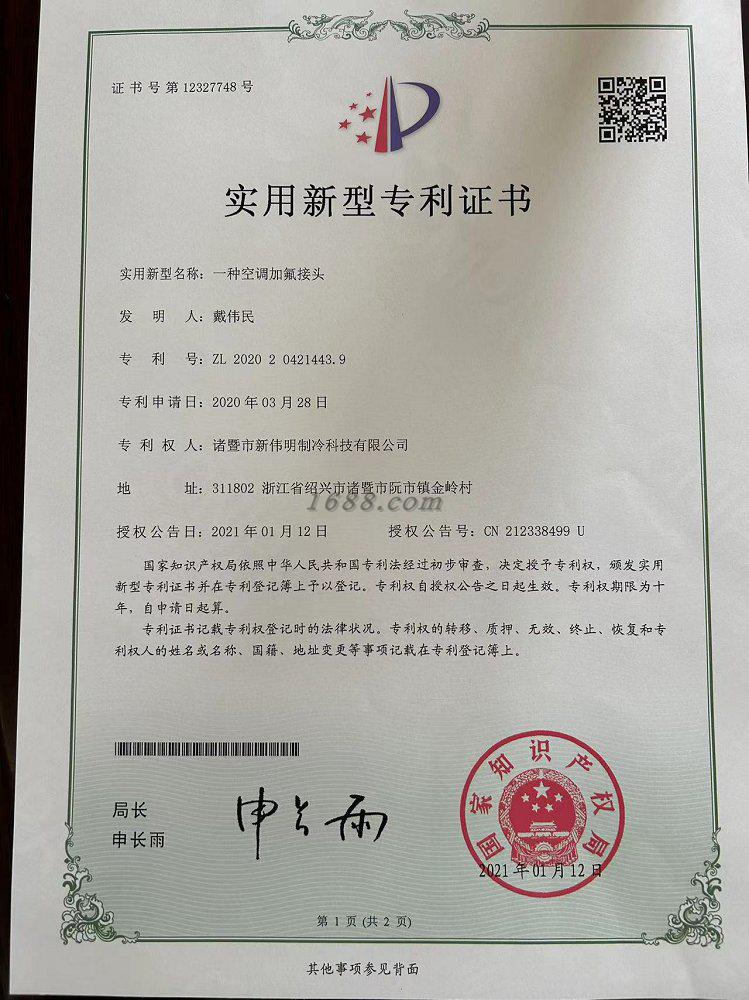 证书号第12327748号
实用新型专利证书
实用新型名称：一种空调加氟接头
发明人：戴伟民
专利号：ZL 2020 2 0421443.9
专利申请日：2020年03月28日
专利权人：诸暨市新伟明制冷科技有限公司
地址：311802 浙江省绍兴市诸暨市阮市镇金岭村
1688.com
授权公告日：2021年01月12日 授权公告号：CN 212338499 U
国家知识产权局依照中华人民共和国专利法经过初步审查，决定授予专利权，颁发实用
新型专利证书并在专利登记簿上予以登记。专利权自授权公告之日起生效。专利权期限为十
年，自申请日起算。
专利证书记载专利权登记时的法律状况。专利权的转移、质押、无效、终止、恢复和专
利权人的姓名或名称、国籍、地址变更等事项记载在专利登记簿上。
局长
申长雨
申长雨
国家知识产权局
2021年01月12日
第 1 页 (共 2 页)
其他事项参见背面